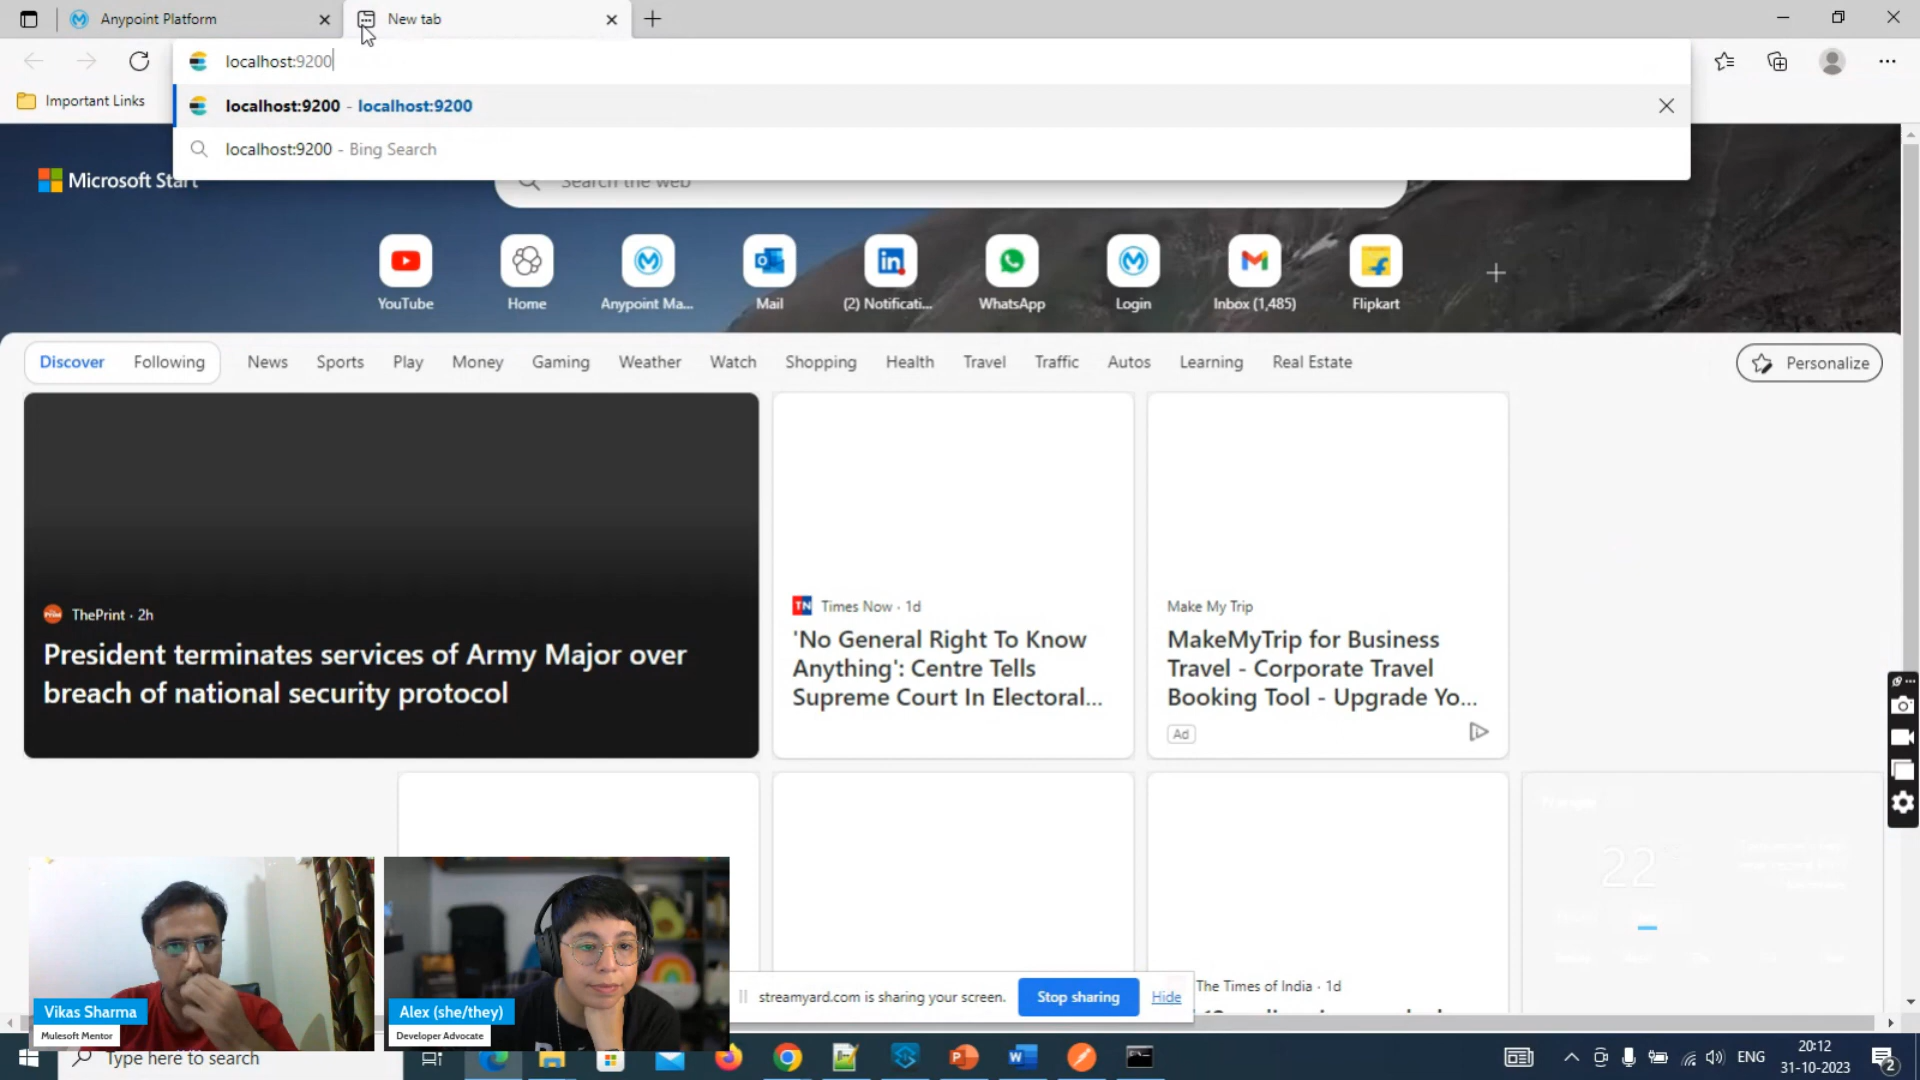 Anypoint Platform
New tab
localhost:9200
Important Links
localhost:9200 - localhost:9200
localhost:9200 - Bing Search
Microsoft Start
Search the web
YouTube
Home
Anypoint Ma...
Mail
(2) Notificati...
WhatsApp
Login
Inbox (1,485)
Flipkart
Discover
Following
News
Sports
Play
Money
Gaming
Weather
Watch
Shopping
Health
Travel
Traffic
Autos
Learning
Real Estate
Personalize
ThePrint · 2h
President terminates services of Army Major over
breach of national security protocol
TN Times Now · 1d
'No General Right To Know
Anything': Centre Tells
Supreme Court In Electoral...
Make My Trip
MakeMyTrip for Business
Travel - Corporate Travel
Booking Tool - Upgrade Yo...
Ad
22
The Times of India · 1d
streamyard.com is sharing your screen.
Stop sharing
Hide
Vikas Sharma
Mulesoft Mentor
Alex (she/they)
Developer Advocate
Type here to search
ENG
20:12
31-10-2023
2